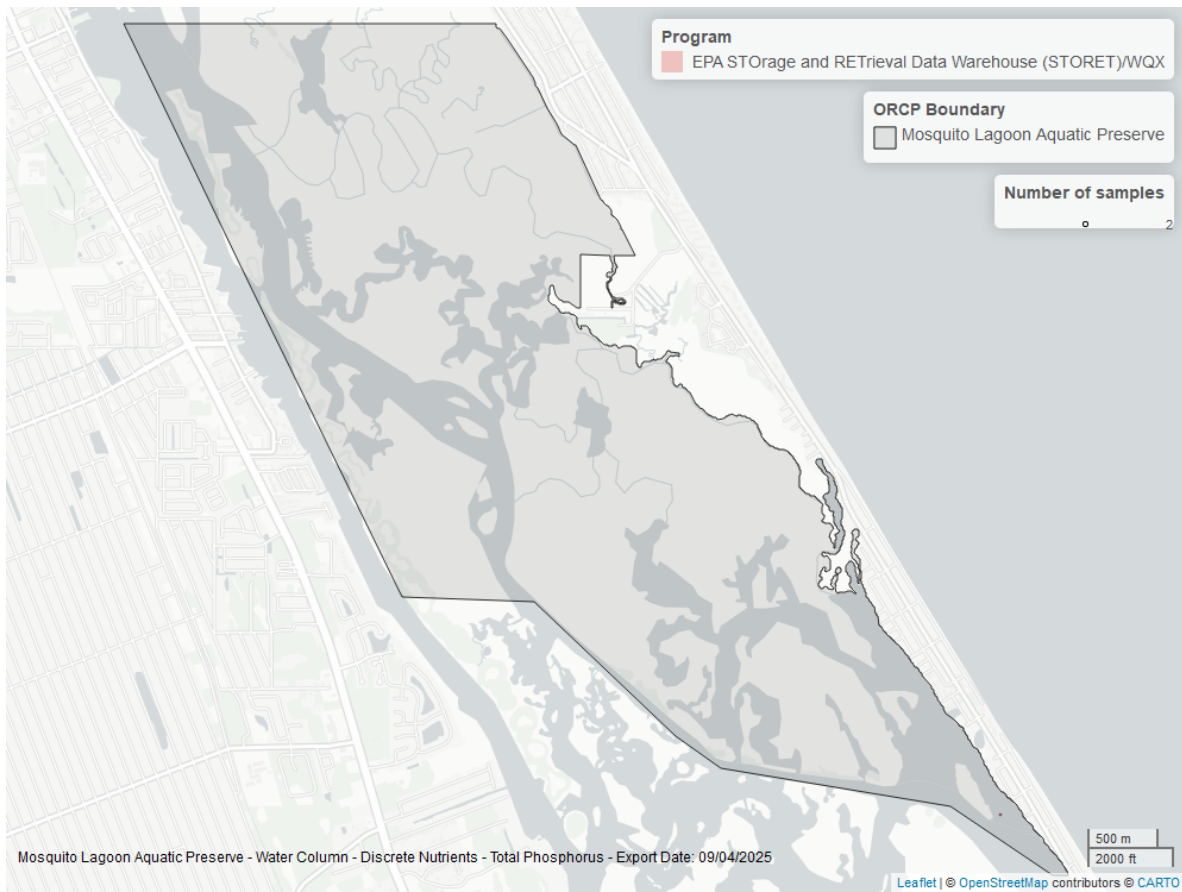 Program
EPA STOrage and RETrieval Data Warehouse (STORET)/WQX
ORCP Boundary
Mosquito Lagoon Aquatic Preserve
Number of samples
2
Mosquito Lagoon Aquatic Preserve - Water Column - Discrete Nutrients - Total Phosphorus - Export Date: 09/04/2025
500 m
2000 ft
Leaflet | © OpenStreetMap contributors © CARTO